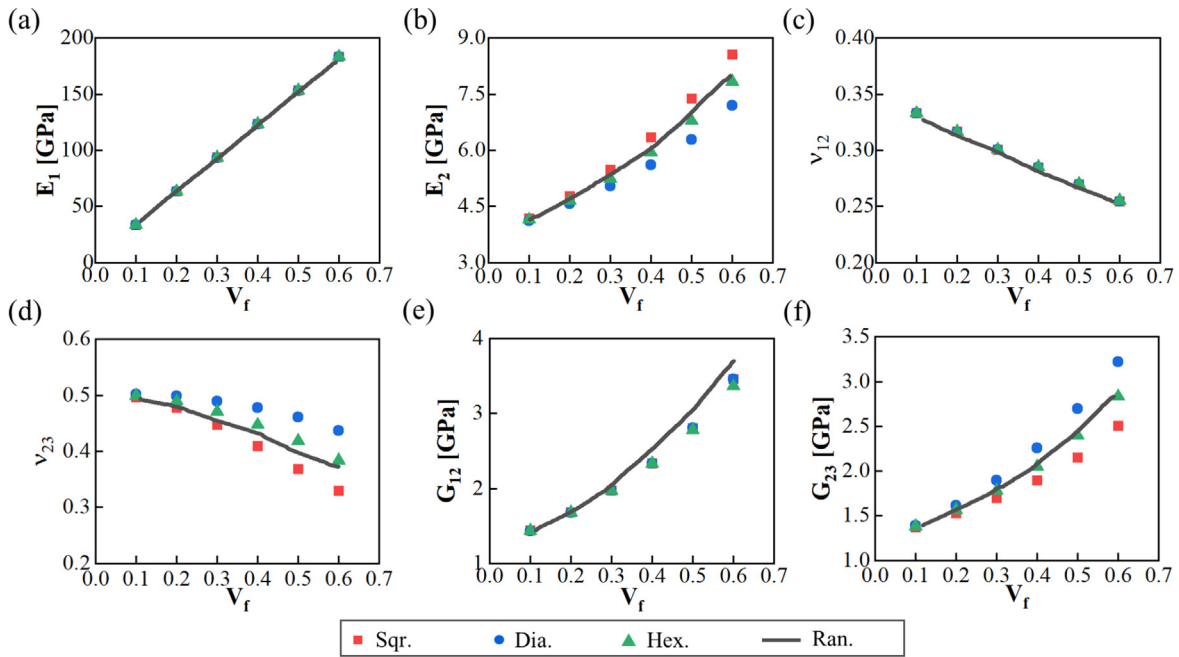 (a)
200
150
100
50
0
E1 [GPa]
0.0 0.1 0.2 0.3 0.4 0.5 0.6 0.7
Vf
(b)
9.0
7.5
6.0
4.5
3.0
E2 [GPa]
0.0 0.1 0.2 0.3 0.4 0.5 0.6 0.7
Vf
(c)
0.40
0.35
0.30
0.25
0.20
ν12
0.0 0.1 0.2 0.3 0.4 0.5 0.6 0.7
Vf
(d)
0.6
0.5
0.4
0.3
0.2
ν23
0.0 0.1 0.2 0.3 0.4 0.5 0.6 0.7
Vf
(e)
4
3
2
1
G12 [GPa]
0.0 0.1 0.2 0.3 0.4 0.5 0.6 0.7
Vf
(f)
3.5
3.0
2.5
2.0
1.5
1.0
G23 [GPa]
0.0 0.1 0.2 0.3 0.4 0.5 0.6 0.7
Vf
Sqr. Dia. Hex. Ran.